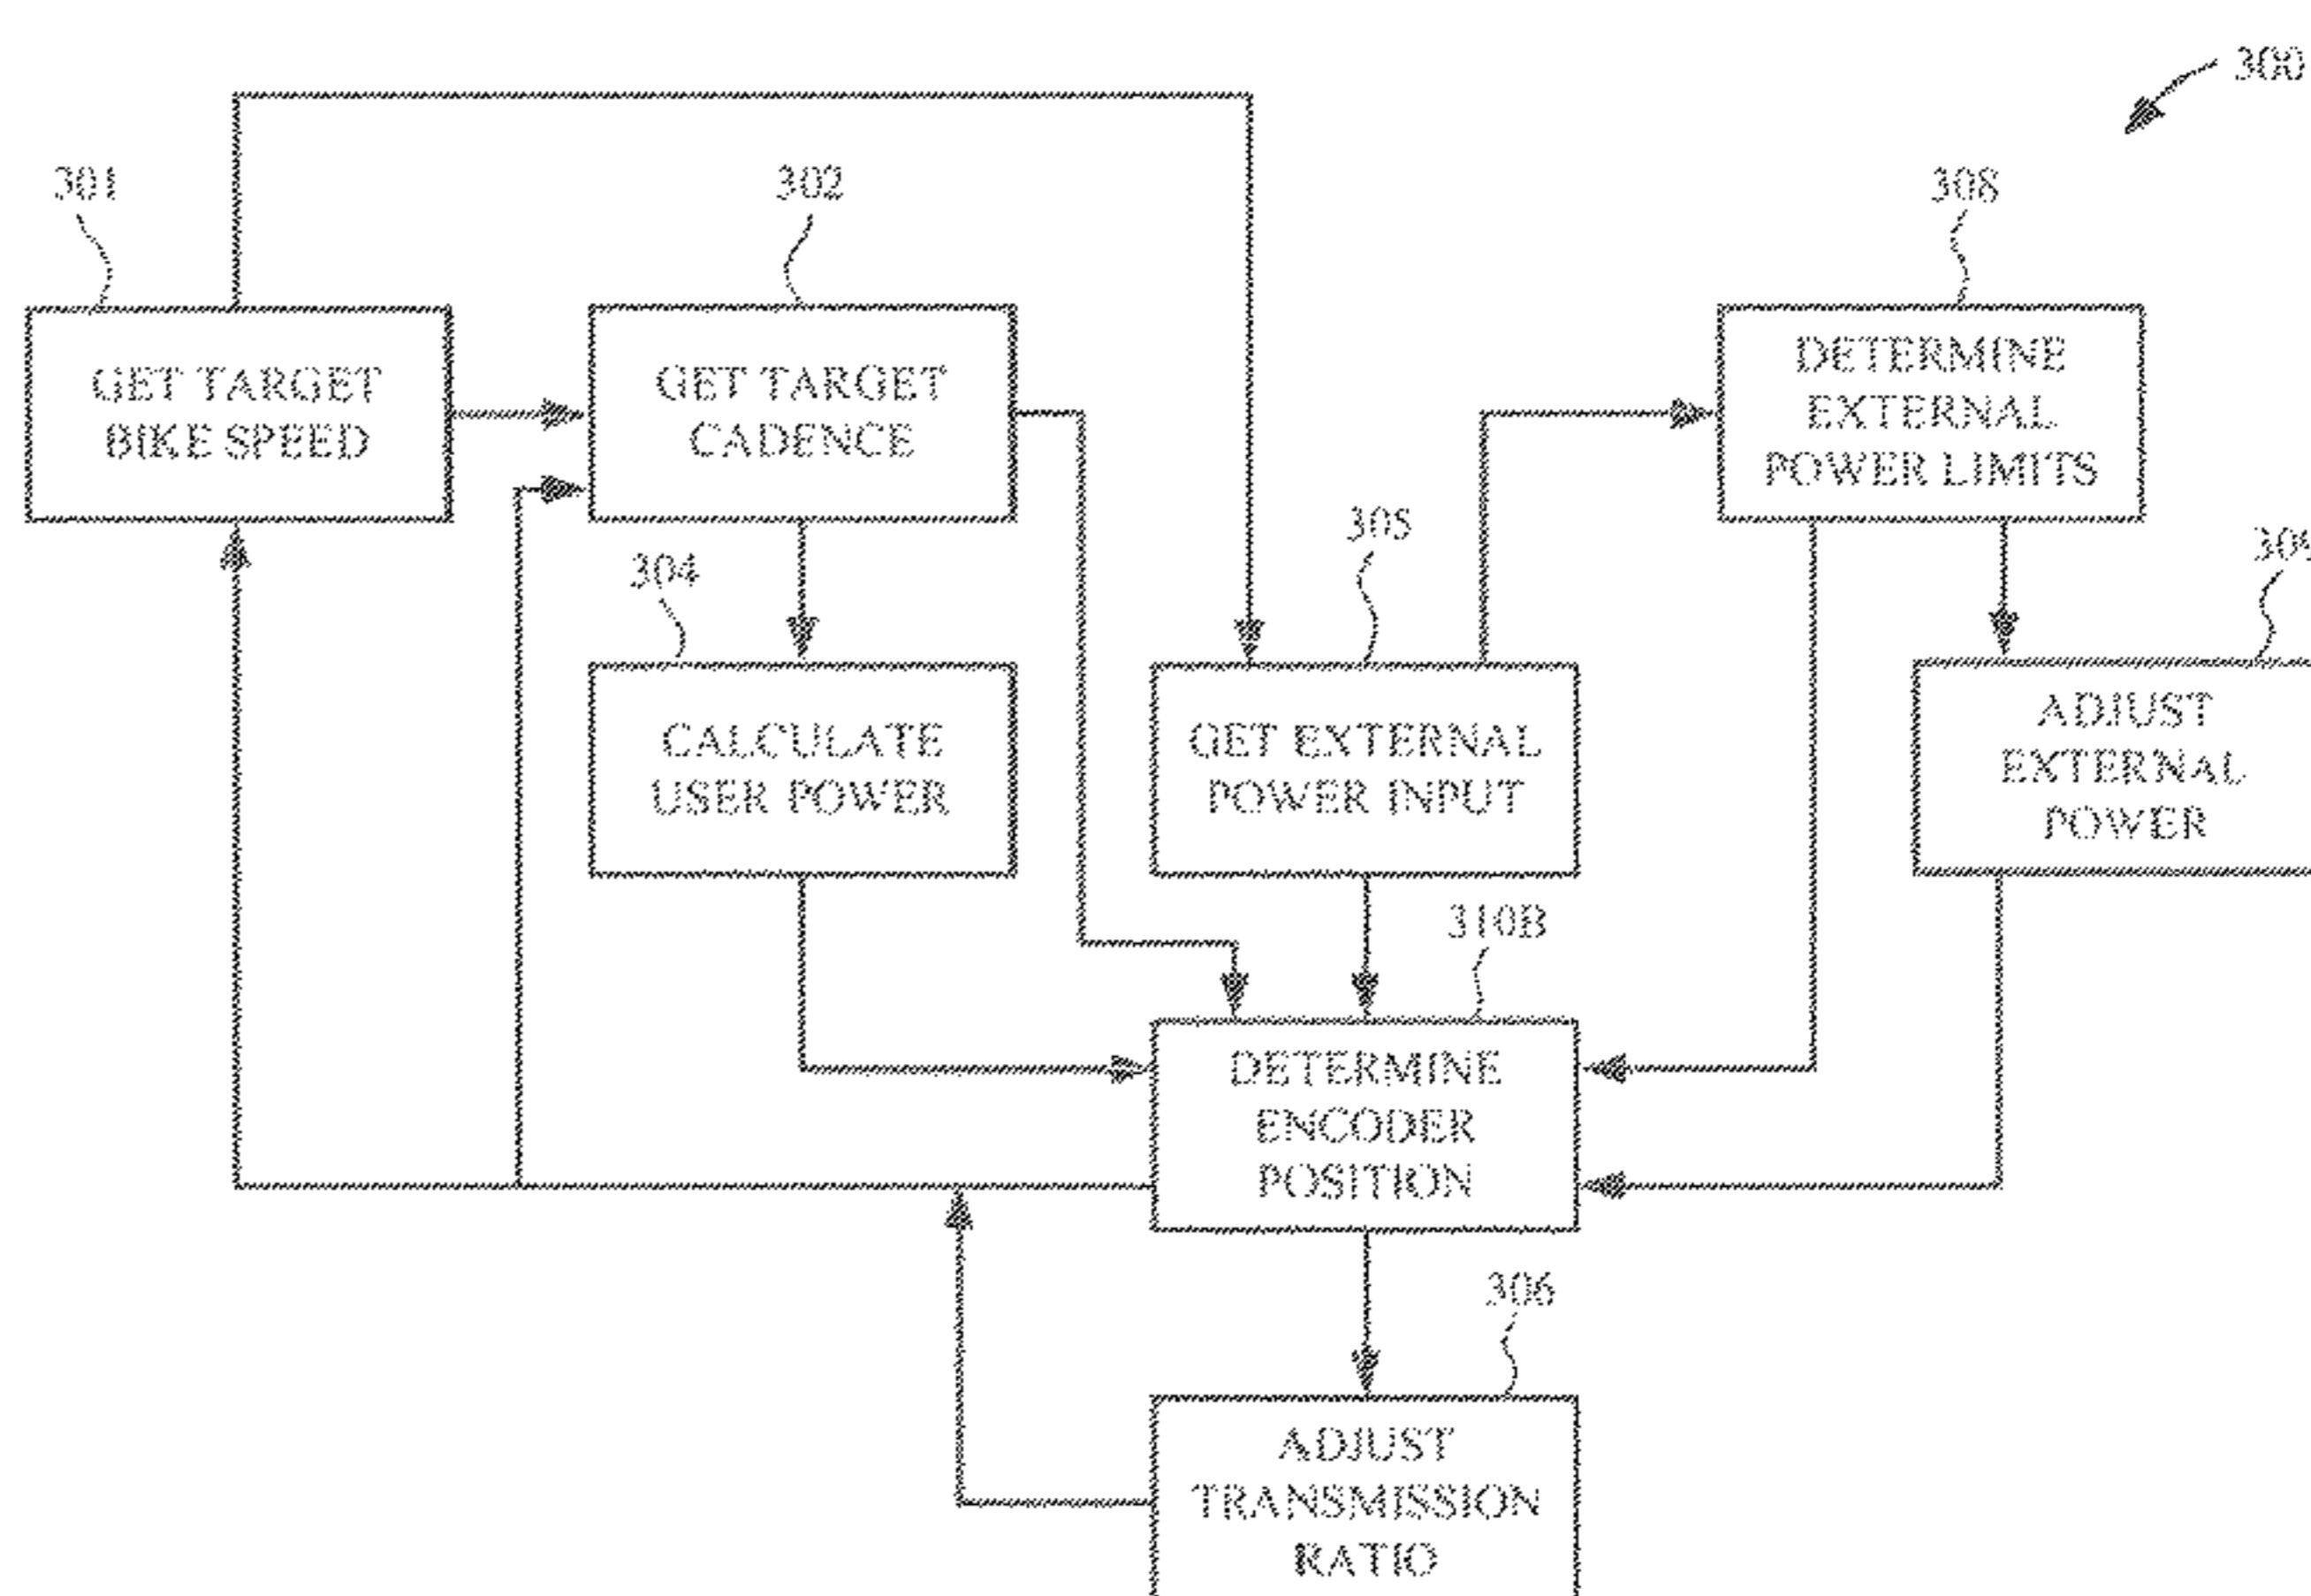 300
301
302
308
GET TARGET
BIKE SPEED
GET TARGET
CADENCE
DETERMINE
EXTERNAL
POWER LIMITS
304
305
CALCULATE
USER POWER
GET EXTERNAL
POWER INPUT
ADJUST
EXTERNAL
POWER
310B
DETERMINE
ENCODER
POSITION
306
ADJUST
TRANSMISSION
RATIO